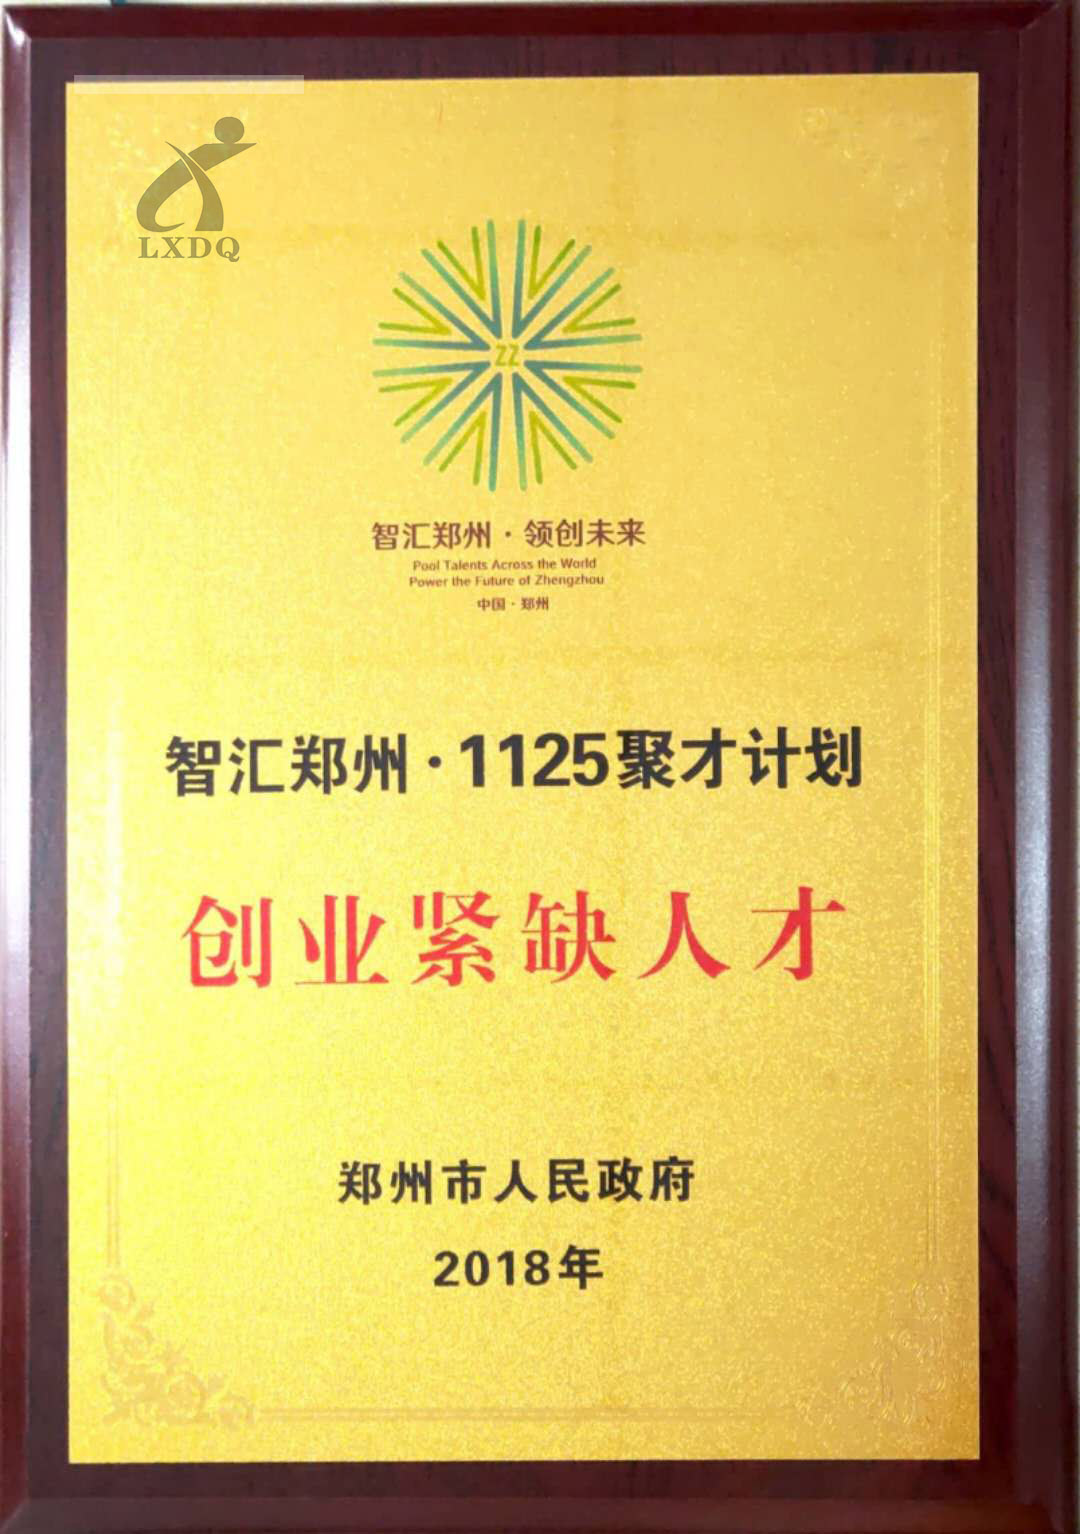 LXDQ
ZZ
智汇郑州·领创未来
Pool Talents Across the World
Power the Future of Zhengzhou
中国·郑州
智汇郑州·1125聚才计划
创业紧缺人才
郑州市人民政府
2018年